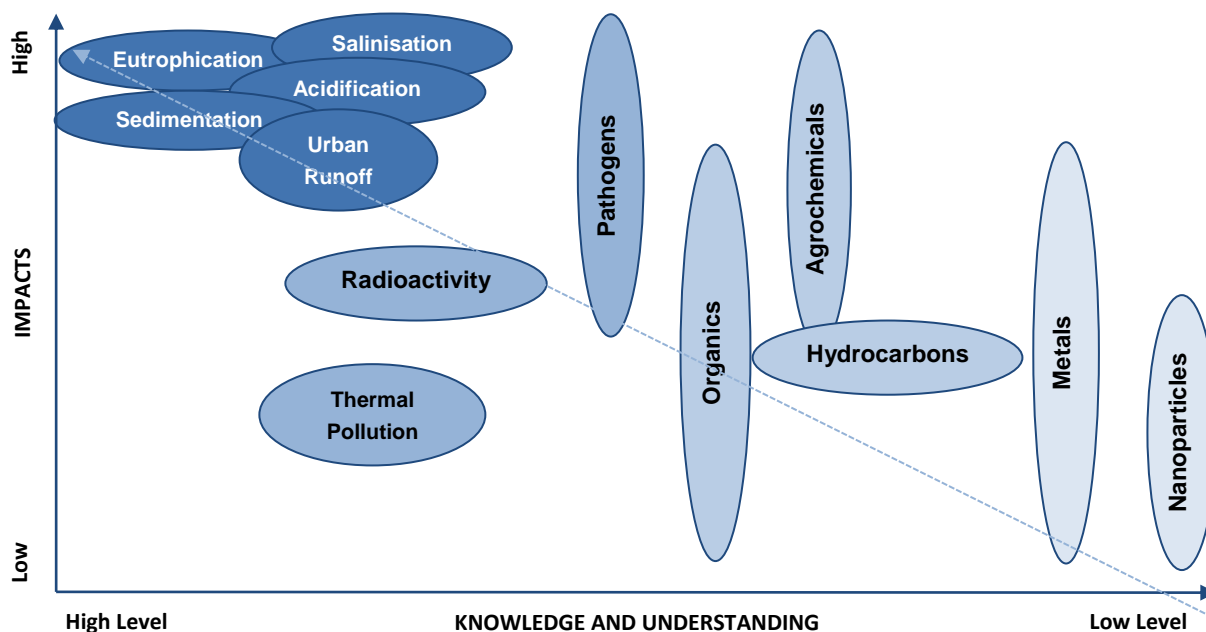 High
Salinisation
Eutrophication
Acidification
Sedimentation
Urban
Runoff
Pathogens
Agrochemicals
Radioactivity
IMPACTS
Organics
Hydrocarbons
Metals
Nanoparticles
Thermal
Pollution
Low
High Level
KNOWLEDGE AND UNDERSTANDING
Low Level